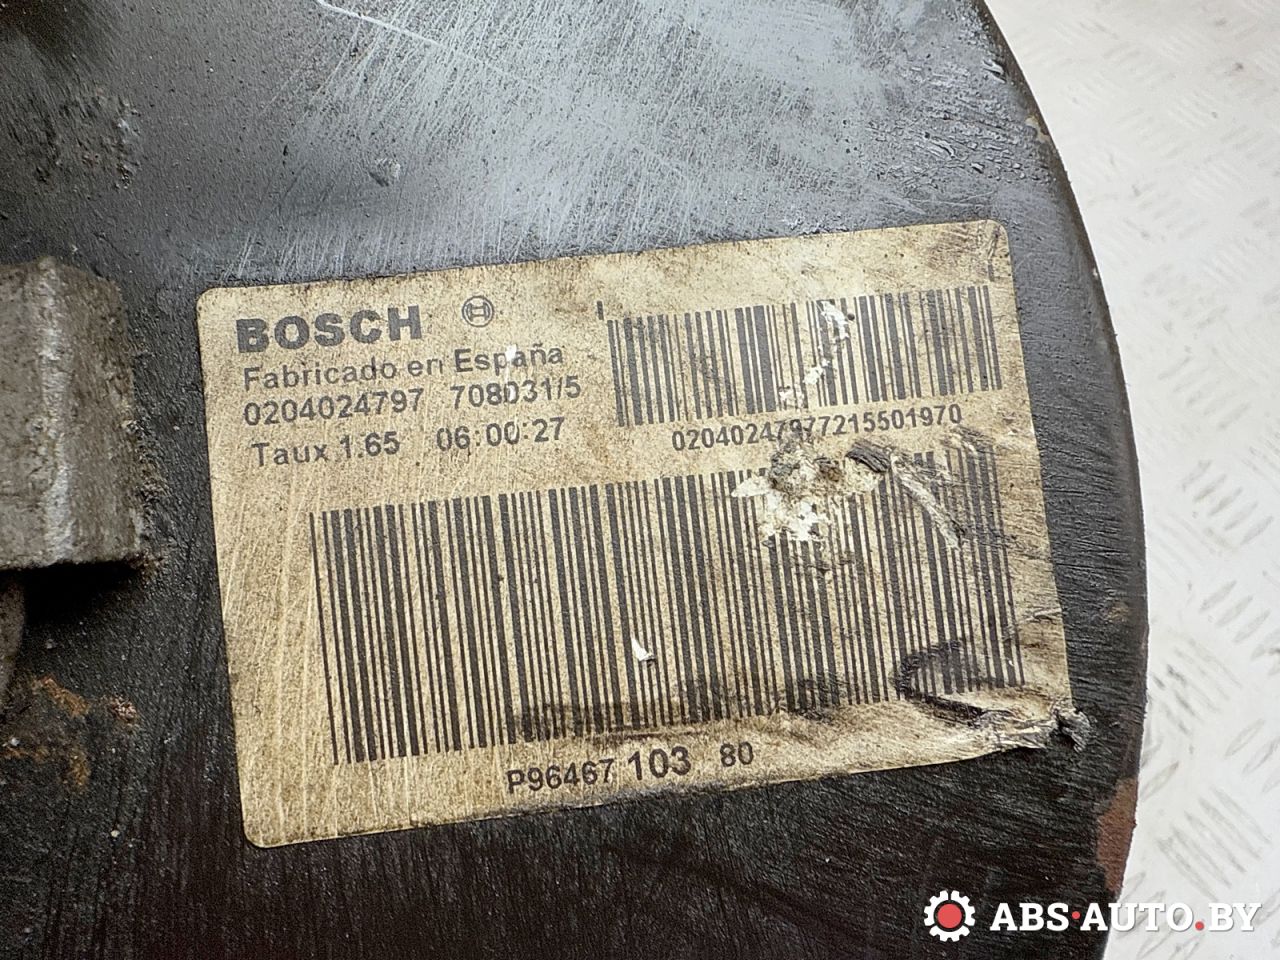 BOSCH
Fabricado en España
0204024797 708031/5
Taux 1.65 06:00:27
02040247977215501970
P96467 103 80
ABS-AUTO.BY